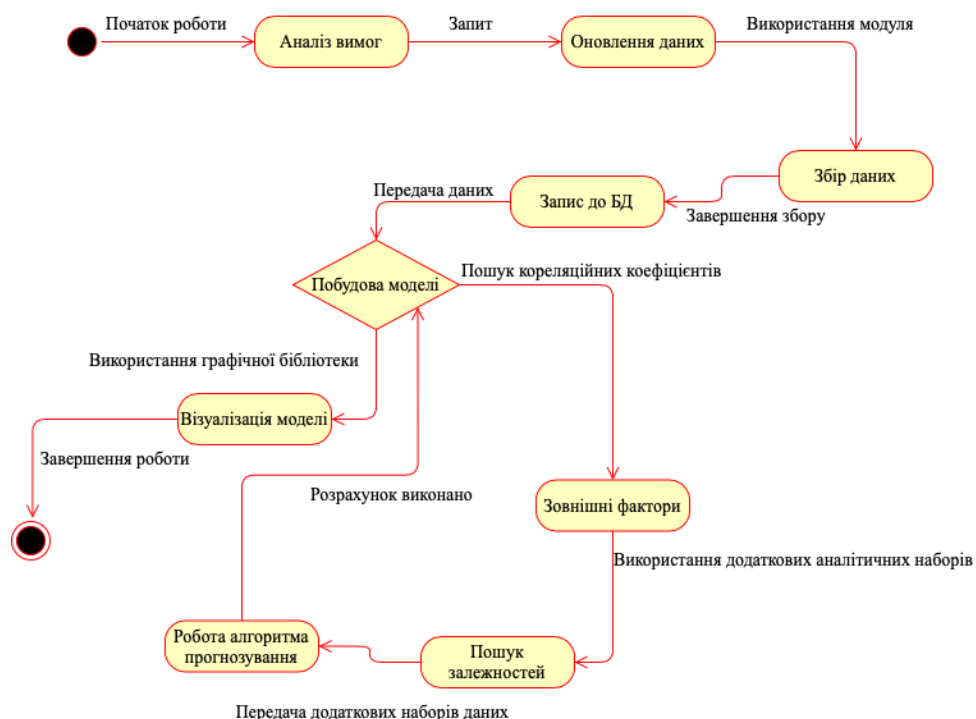 Початок роботи
Аналіз вимог
Запит
Оновлення даних
Використання модуля
Збір даних
Завершення збору
Запис до БД
Передача даних
Побудова моделі
Пошук кореляційних коефіцієнтів
Використання графічної бібліотеки
Візуалізація моделі
Завершення роботи
Розрахунок виконано
Зовнішні фактори
Використання додаткових аналітичних наборів
Робота алгоритма
прогнозування
Пошук
залежностей
Передача додаткових наборів даних